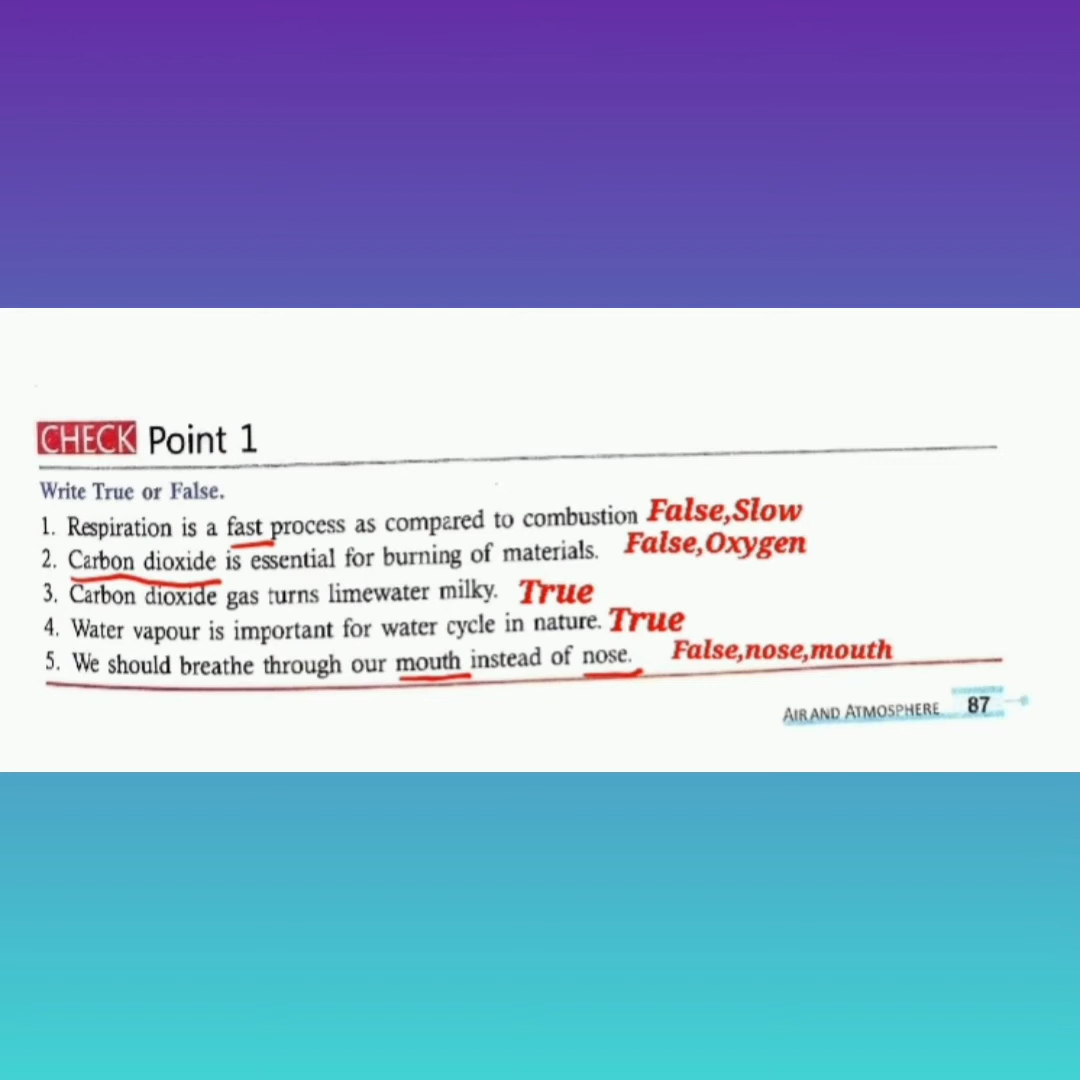 CHECK Point 1
Write True or False.
1. Respiration is a fast process as compared to combustion False,Slow
2. Carbon dioxide is essential for burning of materials. False,Oxygen
3. Carbon dioxide gas turns limewater milky. True
4. Water vapour is important for water cycle in nature. True
5. We should breathe through our mouth instead of nose. False,nose,mouth
AIR AND ATMOSPHERE 87